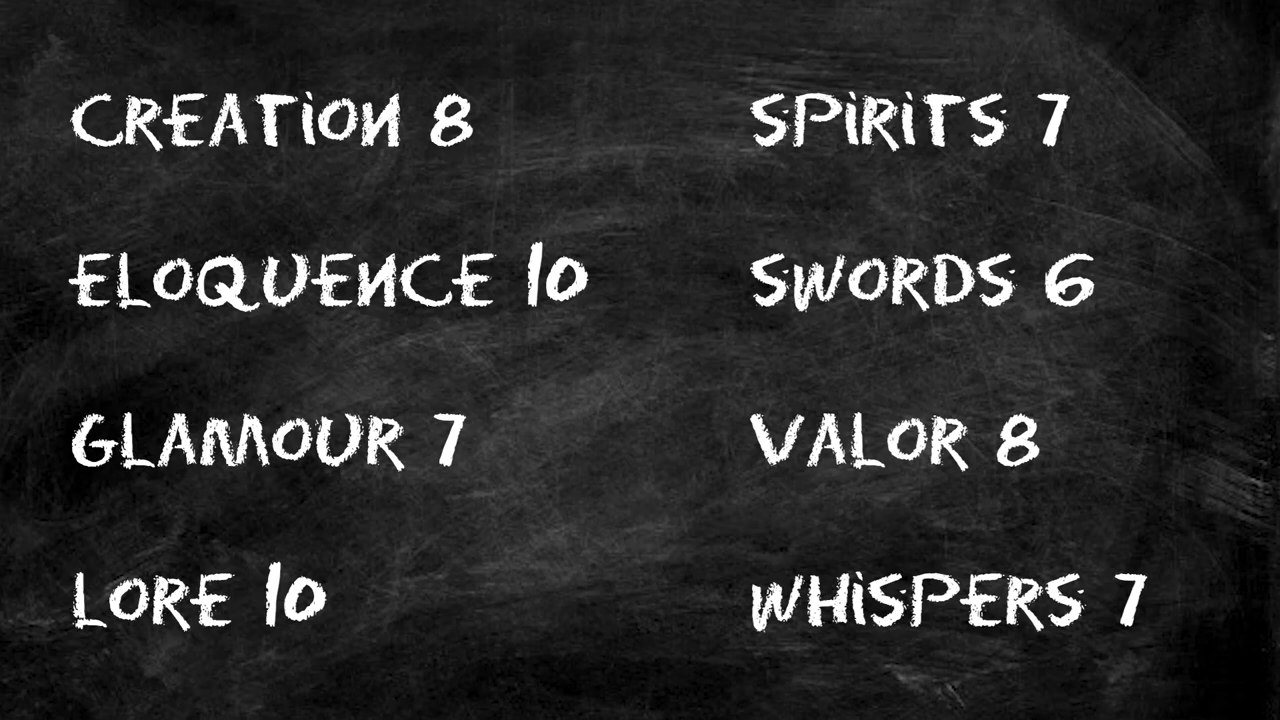 CREATION 8
ELOQUENCE 10
GLAMOUR 7
LORE 10
SPIRITS 7
SWORDS 6
VALOR 8
WHISPERS 7